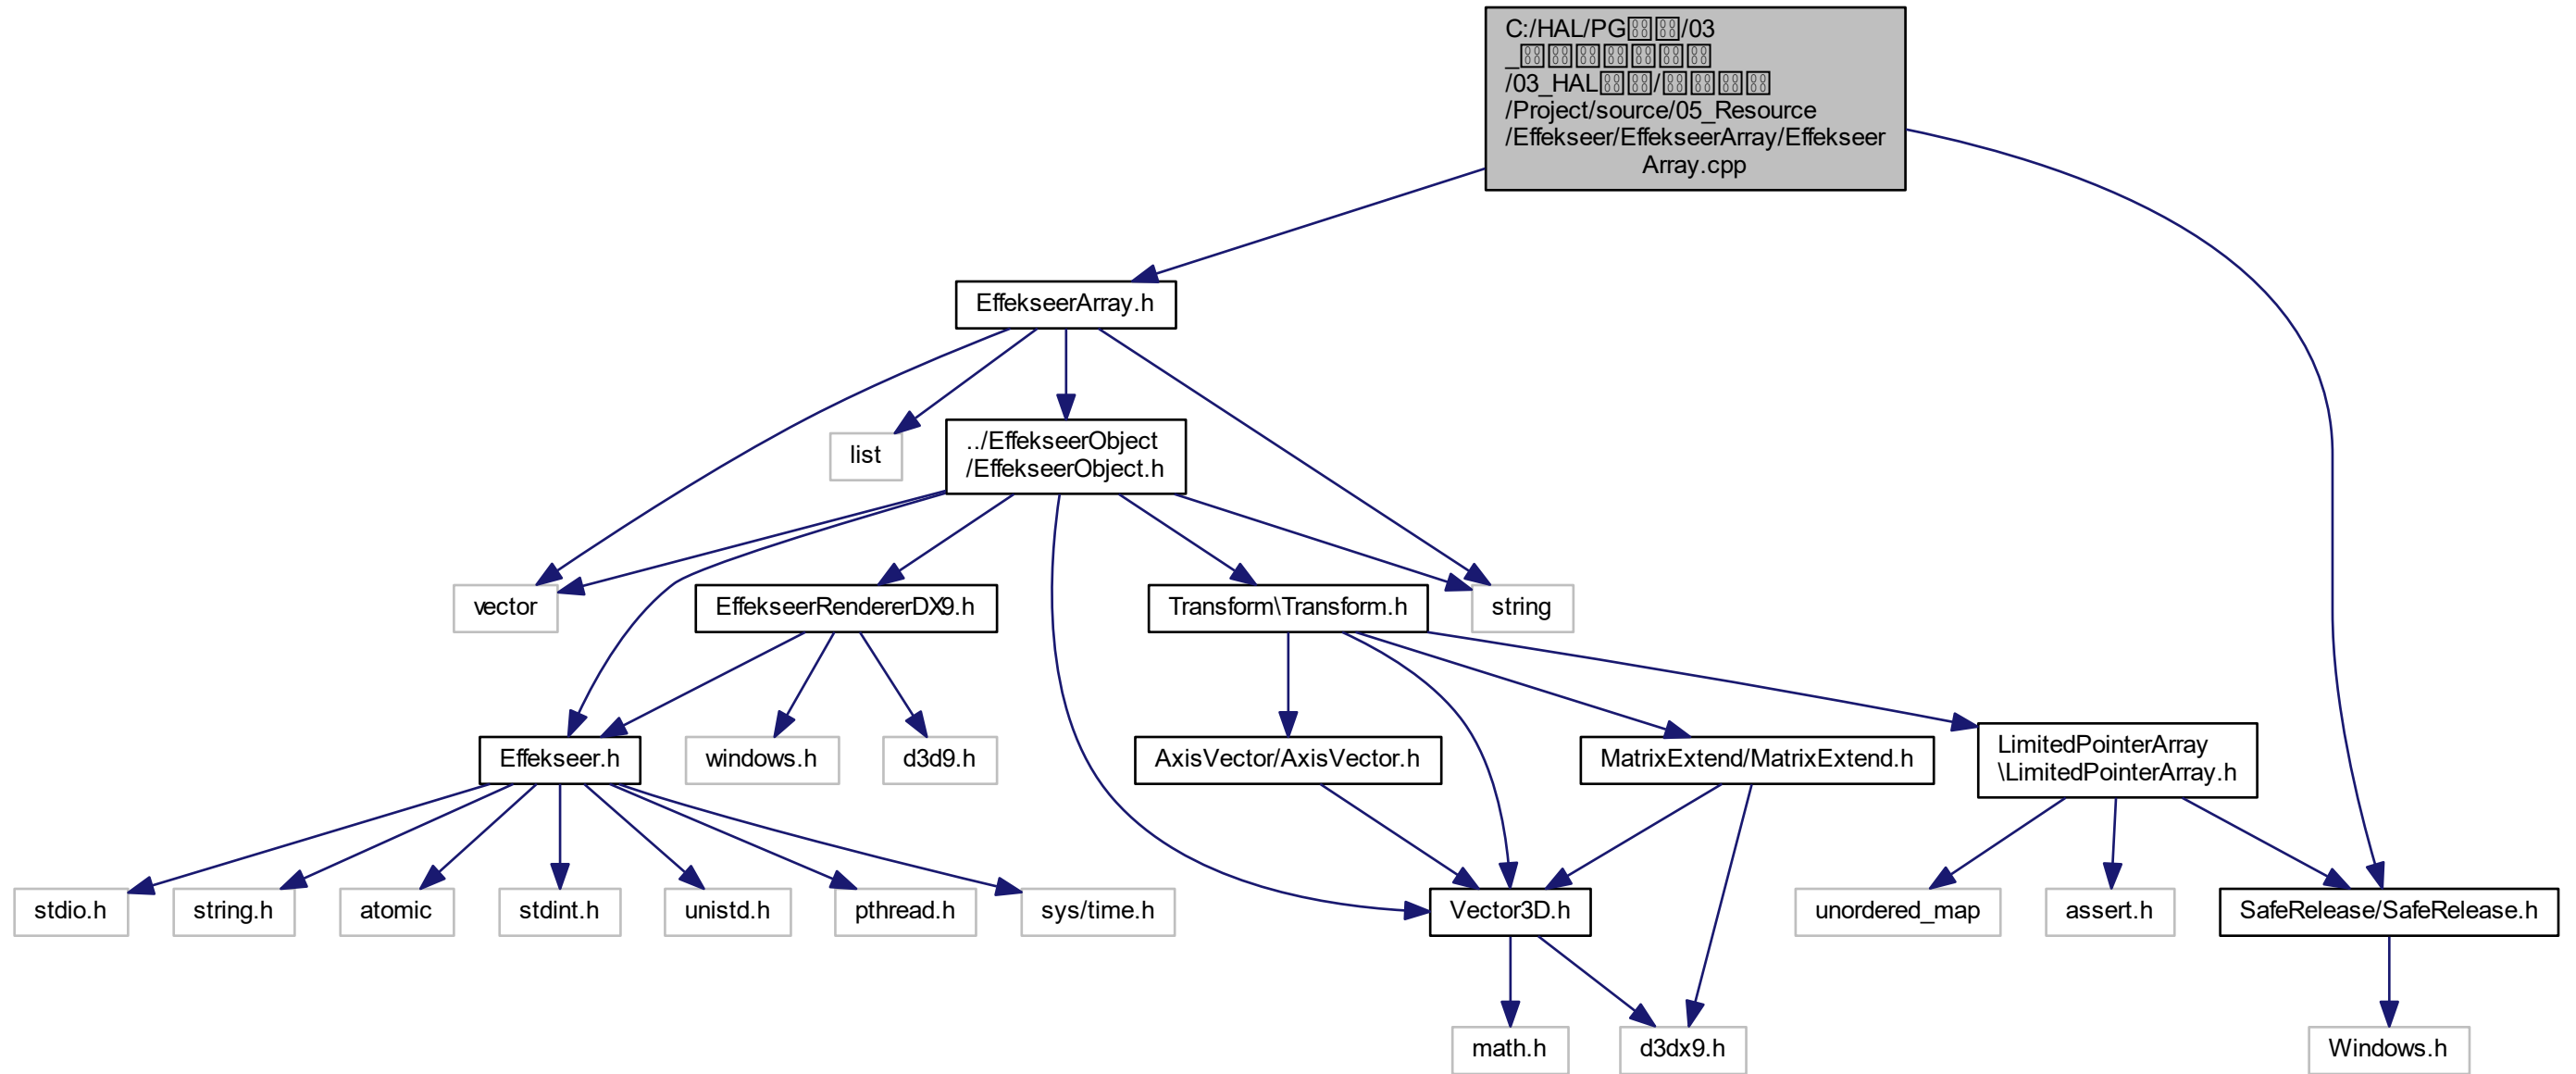 C:/HAL/PG/03
_
/03_HAL/
/Project/source/05_Resource
/Effekseer/EffekseerArray/Effekseer
Array.cpp
EffekseerArray.h
list
../EffekseerObject
/EffekseerObject.h
vector
EffekseerRendererDX9.h
Transform\Transform.h
string
Effekseer.h
windows.h
d3d9.h
AxisVector/AxisVector.h
MatrixExtend/MatrixExtend.h
LimitedPointerArray
\LimitedPointerArray.h
stdio.h
string.h
atomic
stdint.h
unistd.h
pthread.h
sys/time.h
Vector3D.h
unordered_map
assert.h
SafeRelease/SafeRelease.h
math.h
d3dx9.h
Windows.h